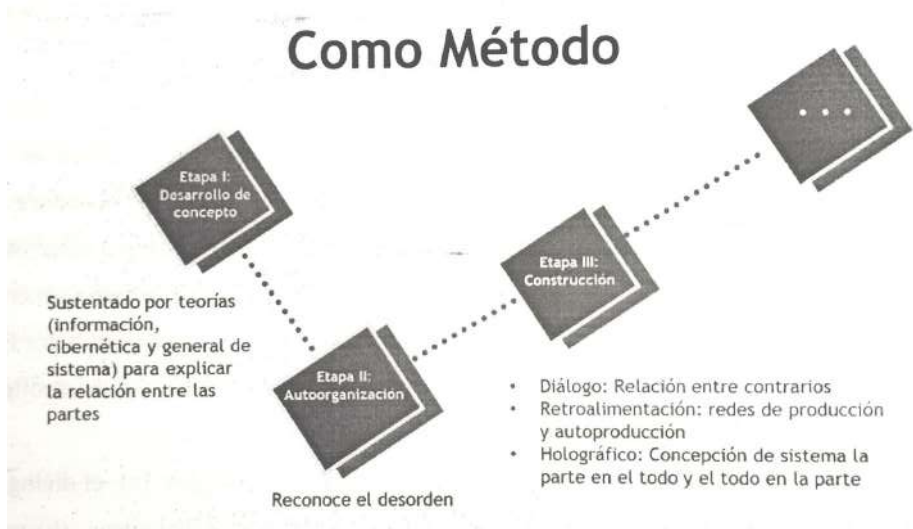 Como Método
Etapa I:
Desarrollo de
concepto
Sustentado por teorías
(información,
cibernética y general de
sistema) para explicar
la relación entre las
partes
Etapa II:
Autoorganización
Reconoce el desorden
Etapa III:
Construcción
• Diálogo: Relación entre contrarios
• Retroalimentación: redes de producción
y autoproducción
• Holográfico: Concepción de sistema la
parte en el todo y el todo en la parte
...